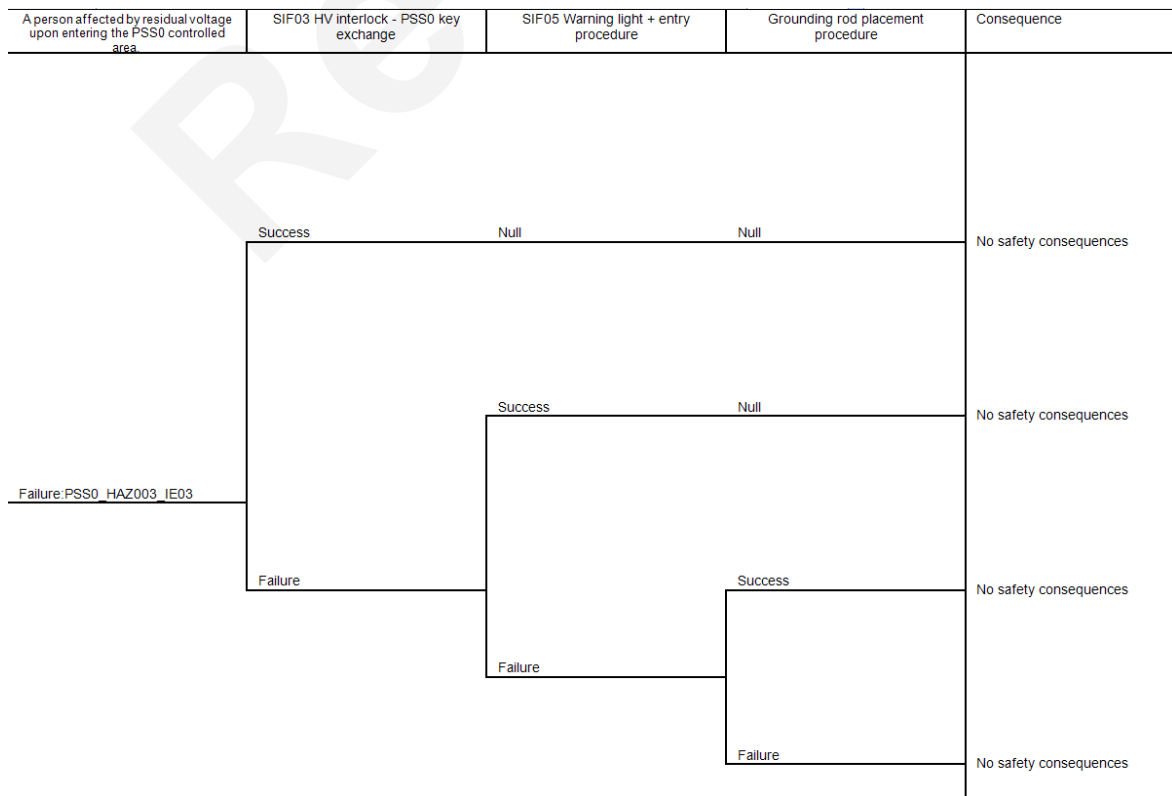 A person affected by residual voltage
upon entering the PSS0 controlled
area.
SIF03 HV interlock - PSS0 key
exchange
SIF05 Warning light + entry
procedure
Grounding rod placement
procedure
Consequence
Success
Null
Null
No safety consequences
Success
Null
No safety consequences
Failure:PSS0_HAZ003_IE03
Failure
Success
No safety consequences
Failure
Failure
No safety consequences